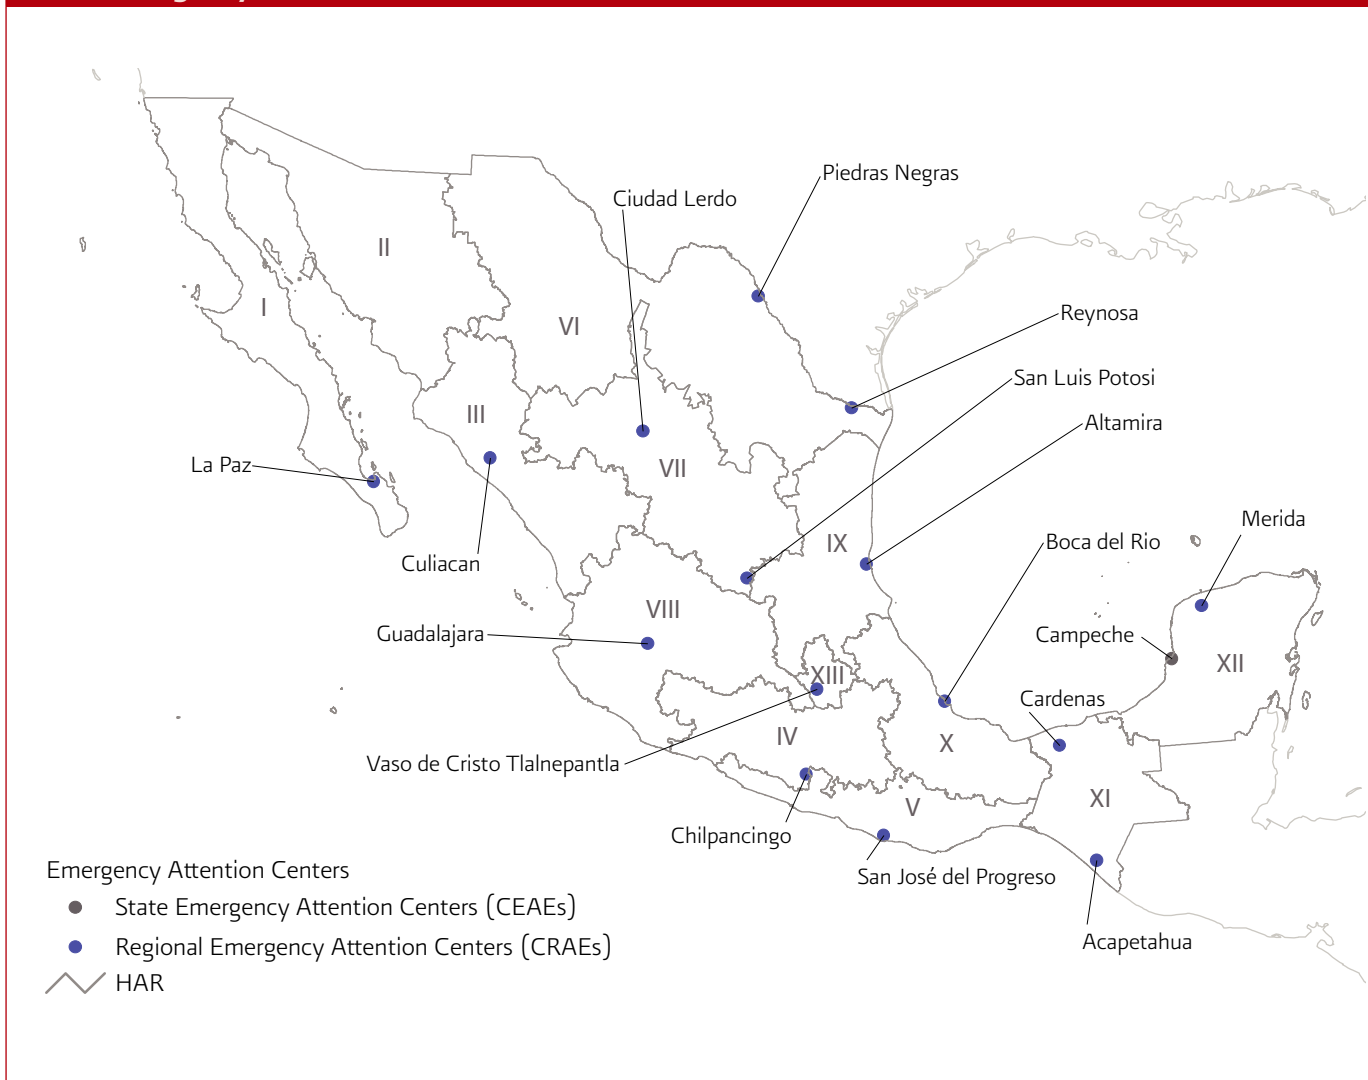 Piedras Negras
Ciudad Lerdo
II
I
VI
Reynosa
San Luis Potosi
III
Altamira
La Paz
VII
Merida
IX
Boca del Rio
Culiacan
VIII
Guadalajara
Campeche
XII
XIII
Cardenas
IV
X
Vaso de Cristo Tlalnepantla
XI
V
Chilpancingo
San José del Progreso
Emergency Attention Centers
State Emergency Attention Centers (CEAEs)
Acapetahua
Regional Emergency Attention Centers (CRAEs)
HAR